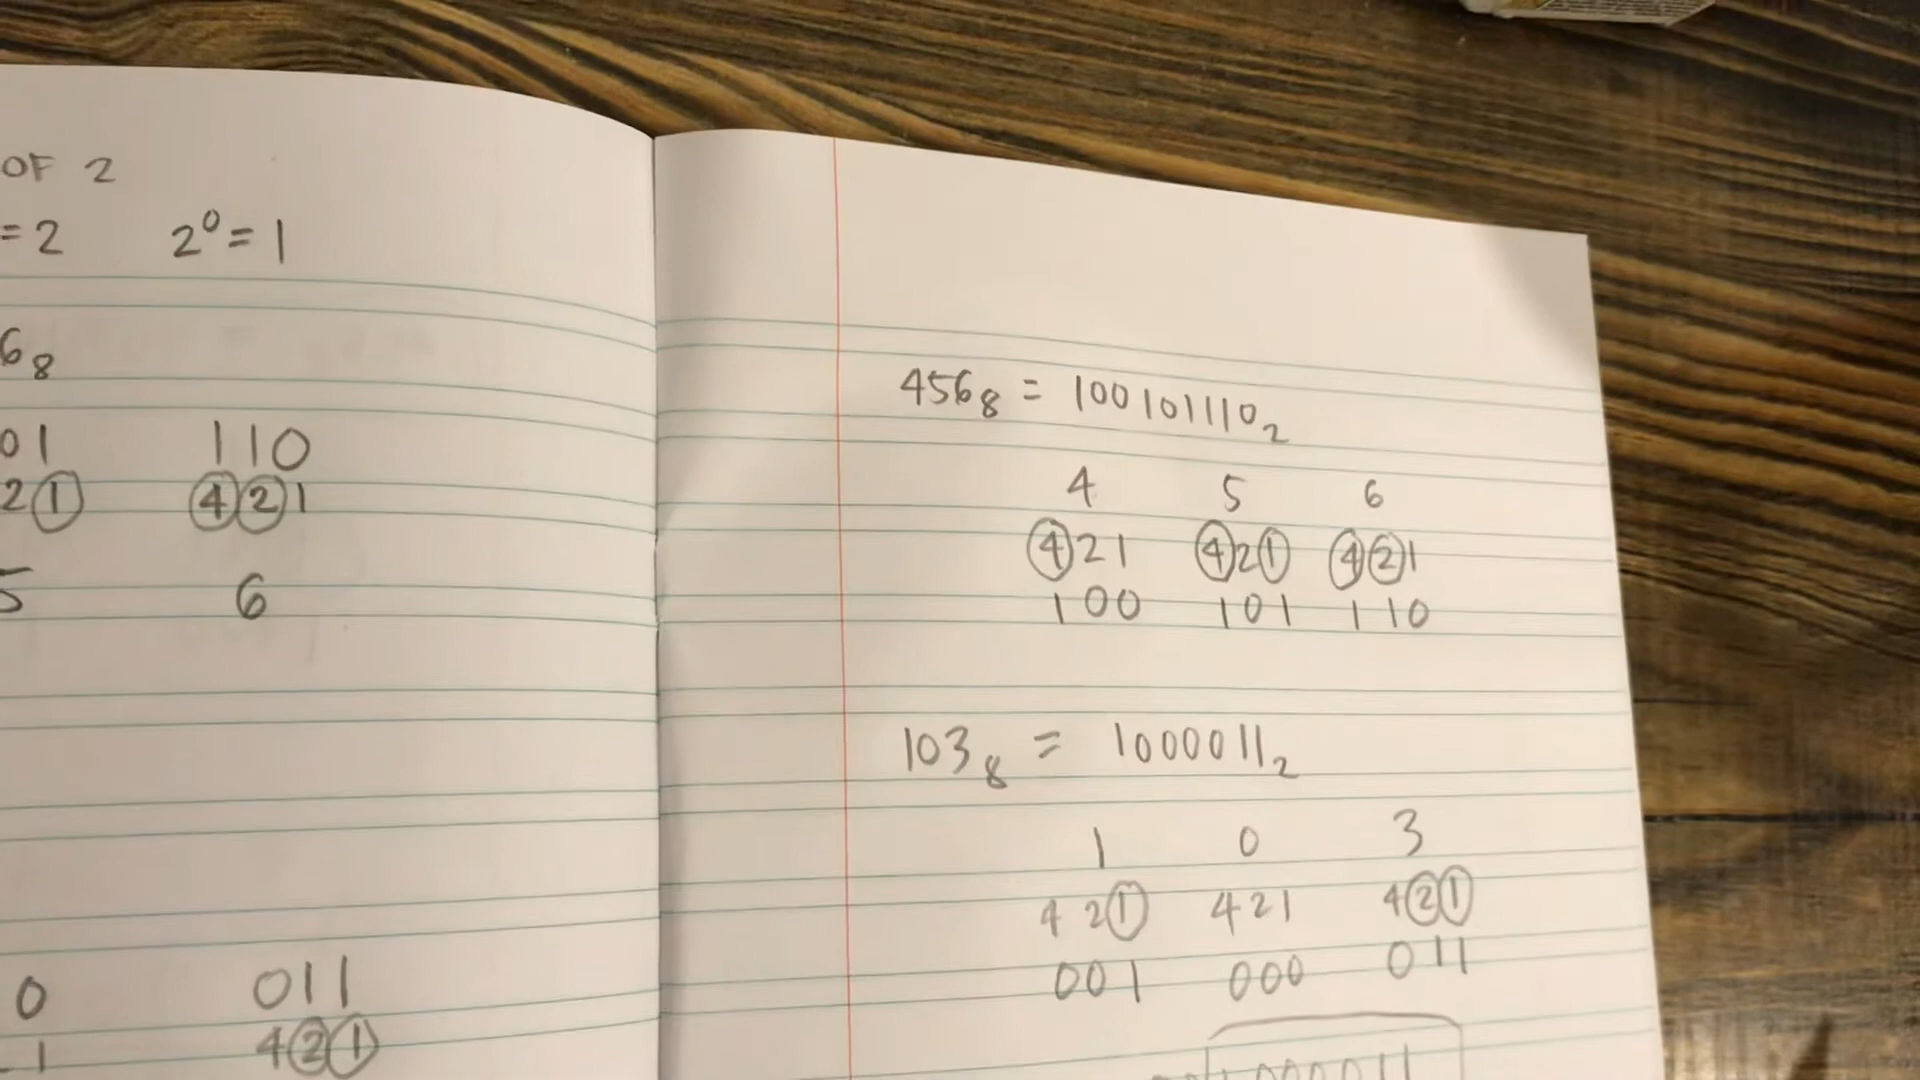 OF 2
= 2 2⁰ = 1
6₈
01 110
2 1 4 2 1
5 6
0 011
1 4 2 1
456₈ = 100101110₂
4 5 6
4 2 1 4 2 1 4 2 1
100 101 110
103₈ = 1000011₂
1 0 3
4 2 1 4 2 1 4 2 1
001 000 011
1000011